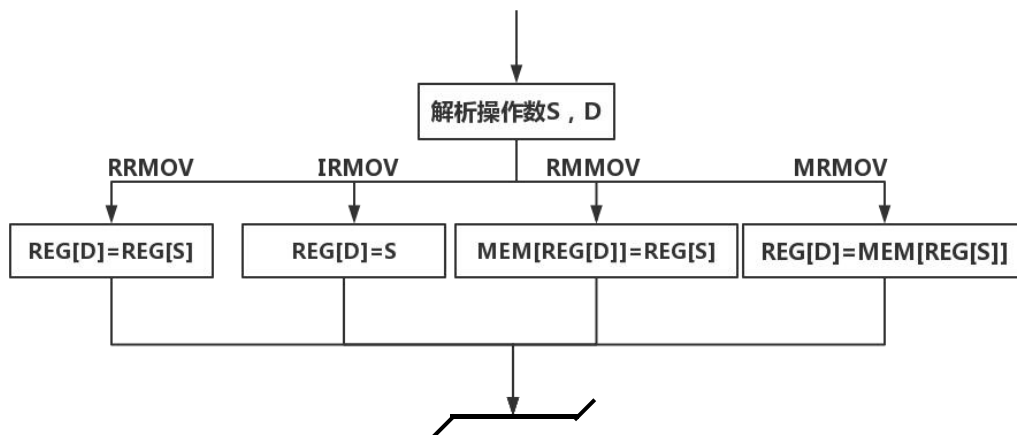 解析操作数S，D
RRMOV
IRMOV
RMMOV
MRMOV
REG[D]=REG[S]
REG[D]=S
MEM[REG[D]]=REG[S]
REG[D]=MEM[REG[S]]